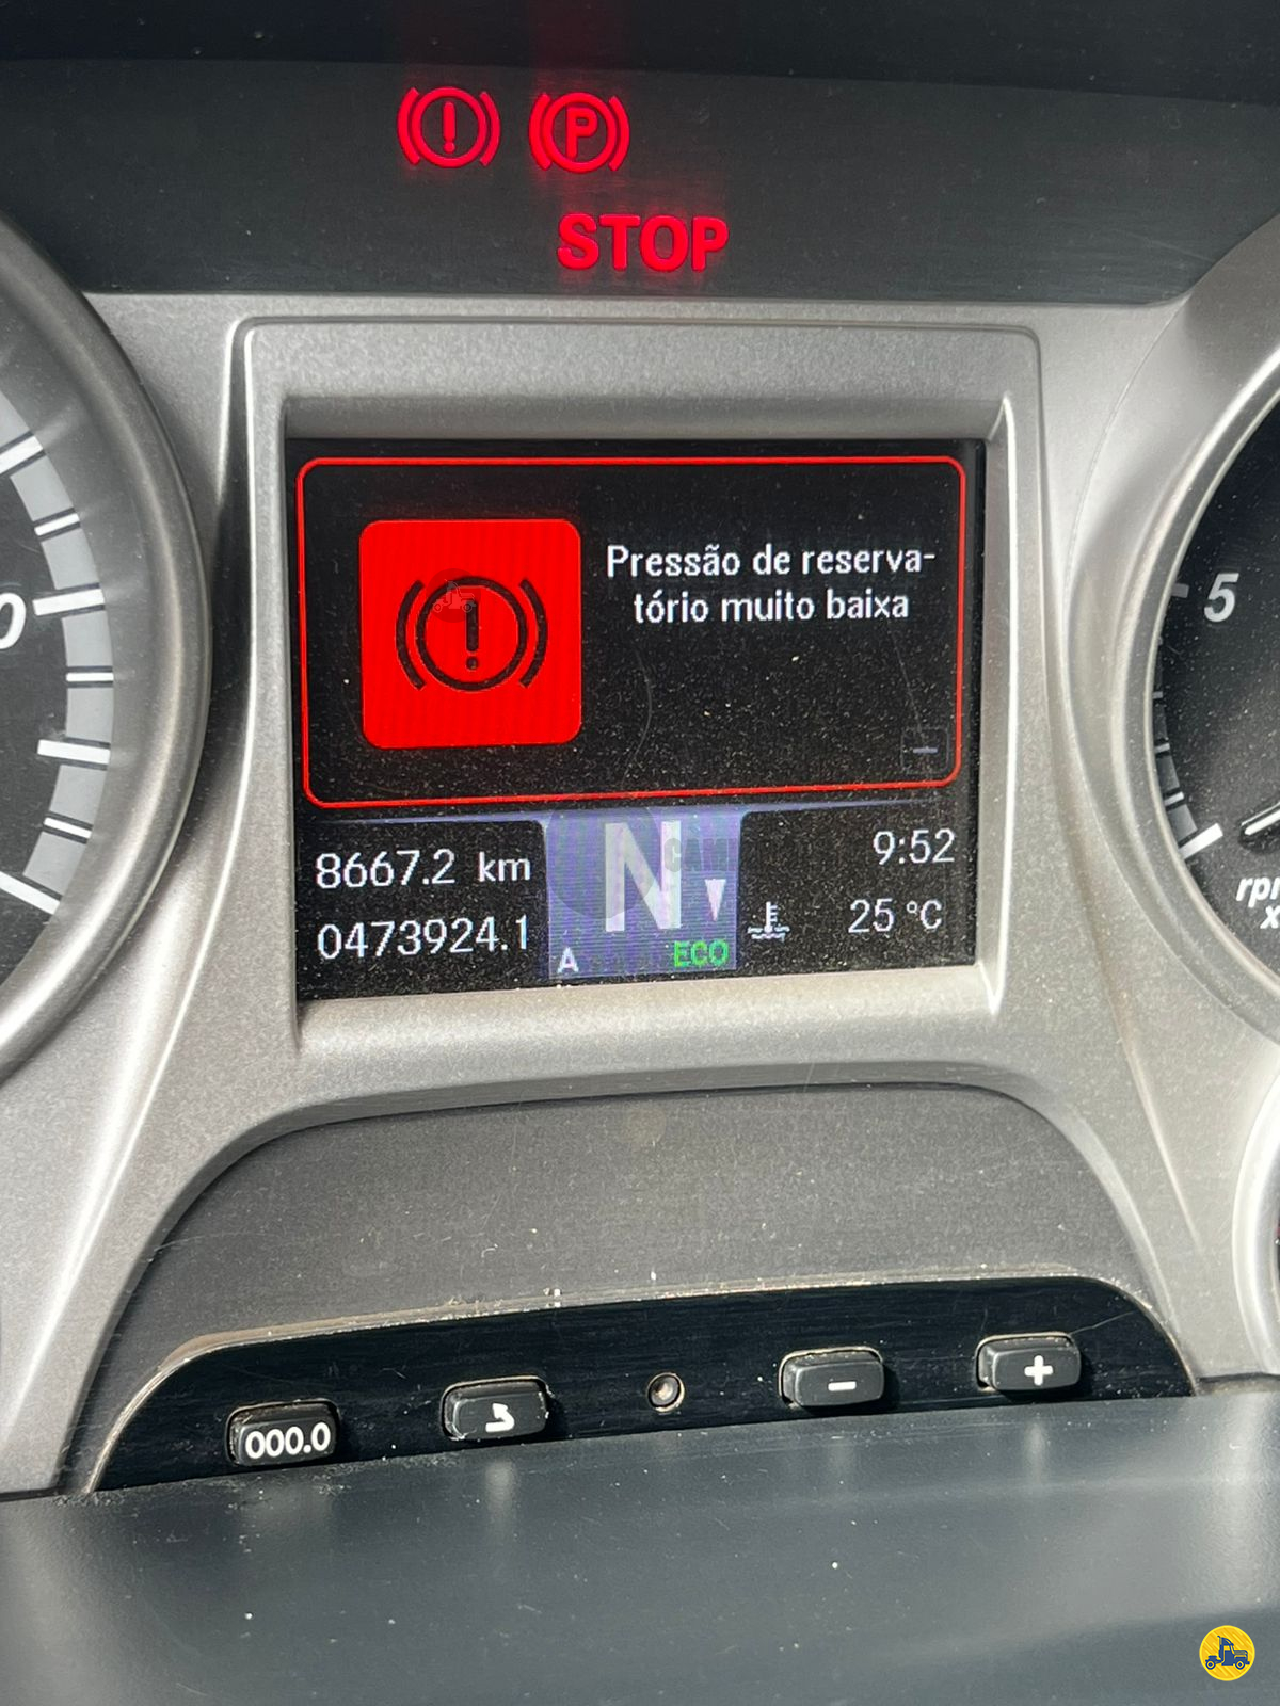 P
STOP
Pressão de reserva-
tório muito baixa
8667.2 km
N
9:52
0473924.1
A
ECO
25 °C
0
5
000.0
-
+